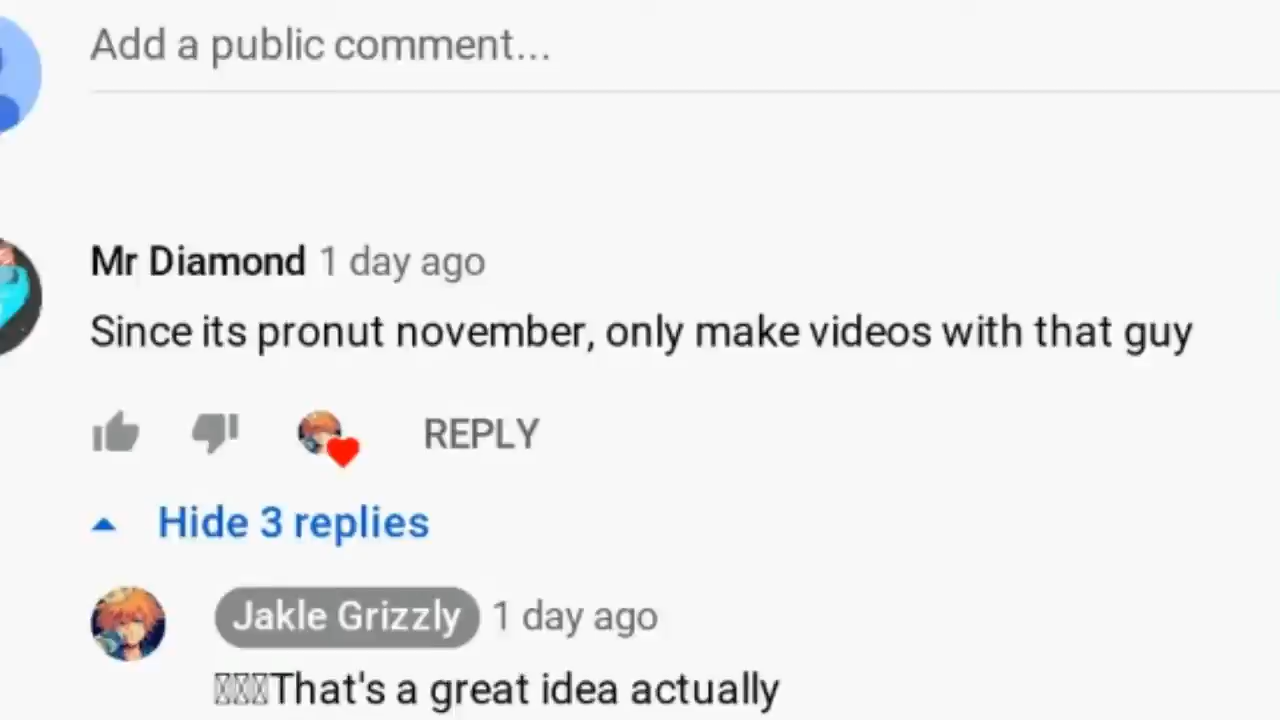 Add a public comment...
Mr Diamond 1 day ago
Since its pronut november, only make videos with that guy
REPLY
Hide 3 replies
Jakle Grizzly 1 day ago
That's a great idea actually